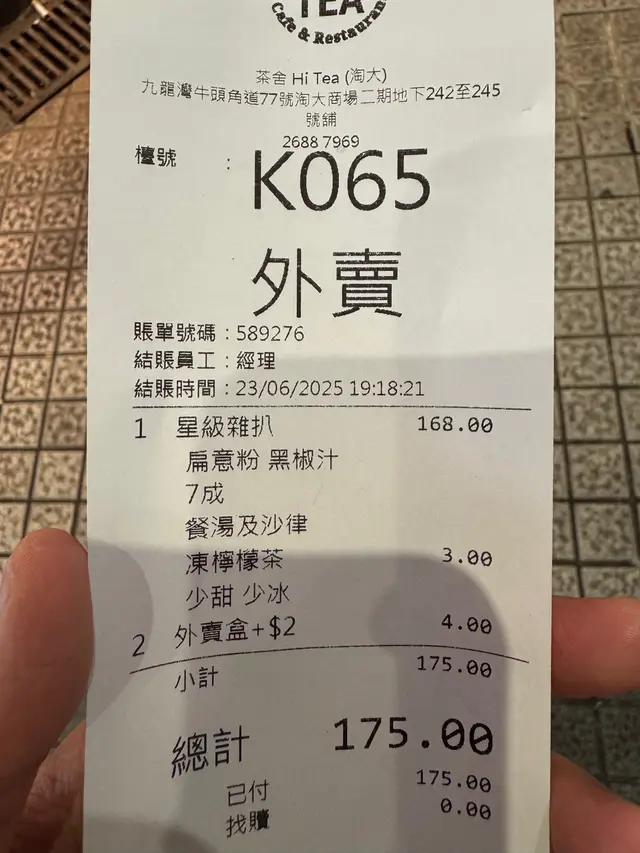 TEA
Cafe & Restaurant
茶舍 Hi Tea (淘大)
九龍灣牛頭角道77號淘大商場二期地下242至245
號舖
2688 7969
檯號 : K065
外賣
賬單號碼 : 589276
結賬員工 : 經理
結賬時間 : 23/06/2025 19:18:21
1 星級雜扒 168.00
扁意粉 黑椒汁
7成
餐湯及沙律
凍檸檬茶 3.00
少甜 少冰
2 外賣盒+$2 4.00
小計 175.00
總計 175.00
已付 175.00
找贖 0.00